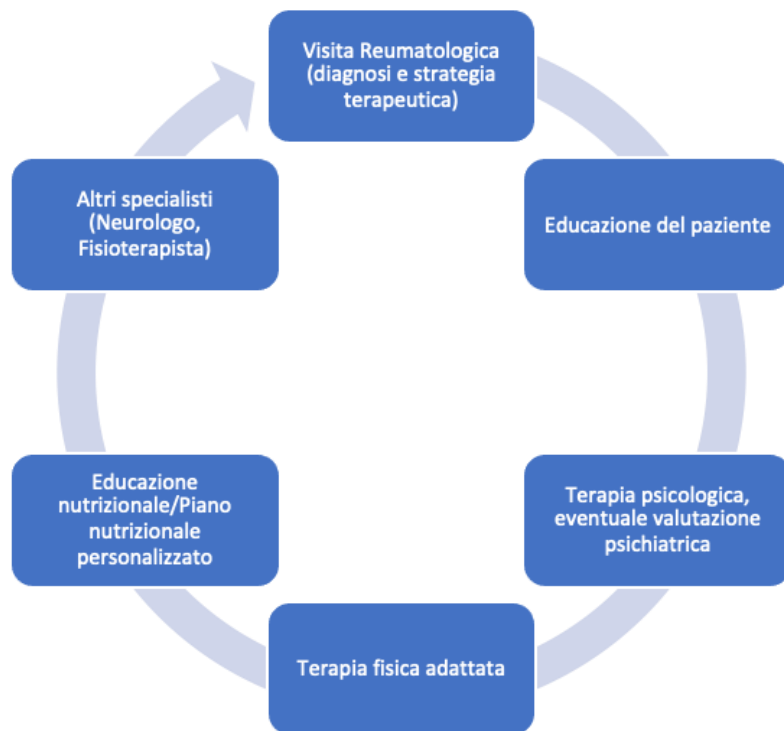 Visita Reumatologica
(diagnosi e strategia
terapeutica)
Educazione del paziente
Terapia psicologica,
eventuale valutazione
psichiatrica
Terapia fisica adattata
Educazione
nutrizionale/Piano
nutrizionale
personalizzato
Altri specialisti
(Neurologo,
Fisioterapista)